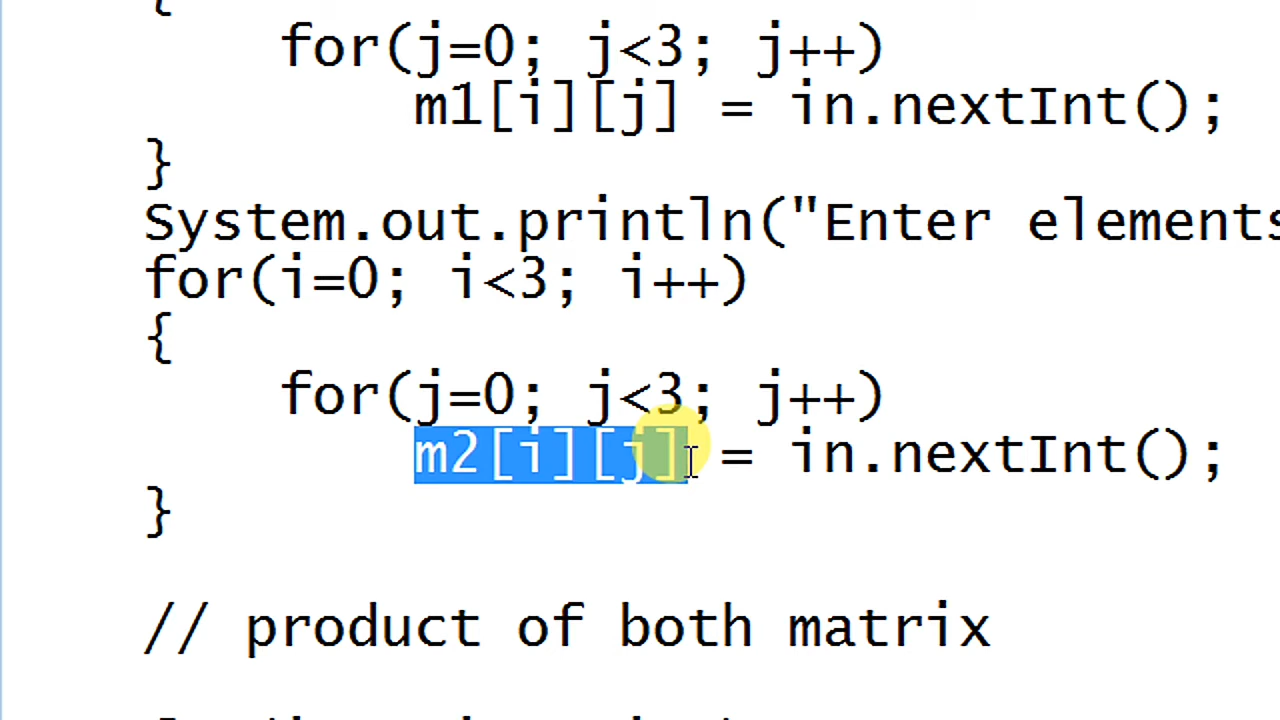 {
for(j=0; j<3; j++)
m1[i][j] = in.nextInt();
}
System.out.println("Enter elements
for(i=0; i<3; i++)
{
for(j=0; j<3; j++)
m2[i][j] = in.nextInt();
}
// product of both matrix